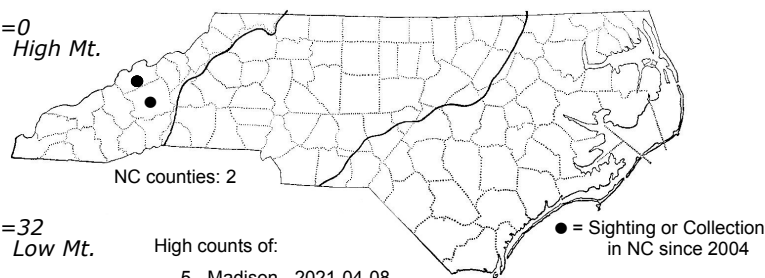 =0
High Mt.
NC counties: 2
=32
Low Mt.
High counts of:
5 - Madison - 2021-04-08
● = Sighting or Collection
in NC since 2004